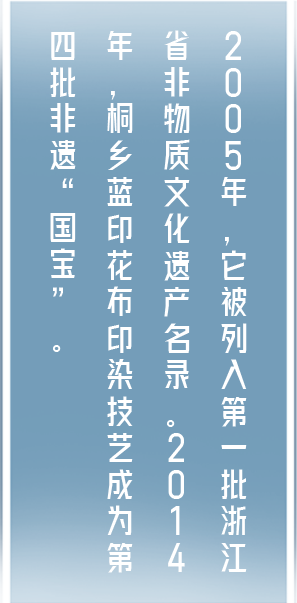 2005年，它被列入第一批浙江
省非物质文化遗产名录。2014
年，桐乡蓝印花布印染技艺成为第
四批非遗“国宝”。